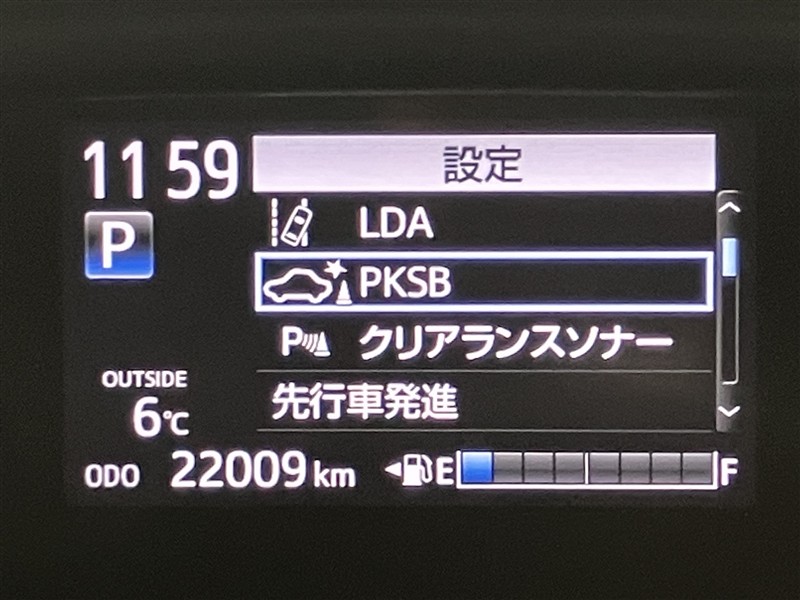 11 59
設定
LDA
P
PKSB
P クリアランスソナー
OUTSIDE
先行車発進
6℃
ODO 22009 km
E F